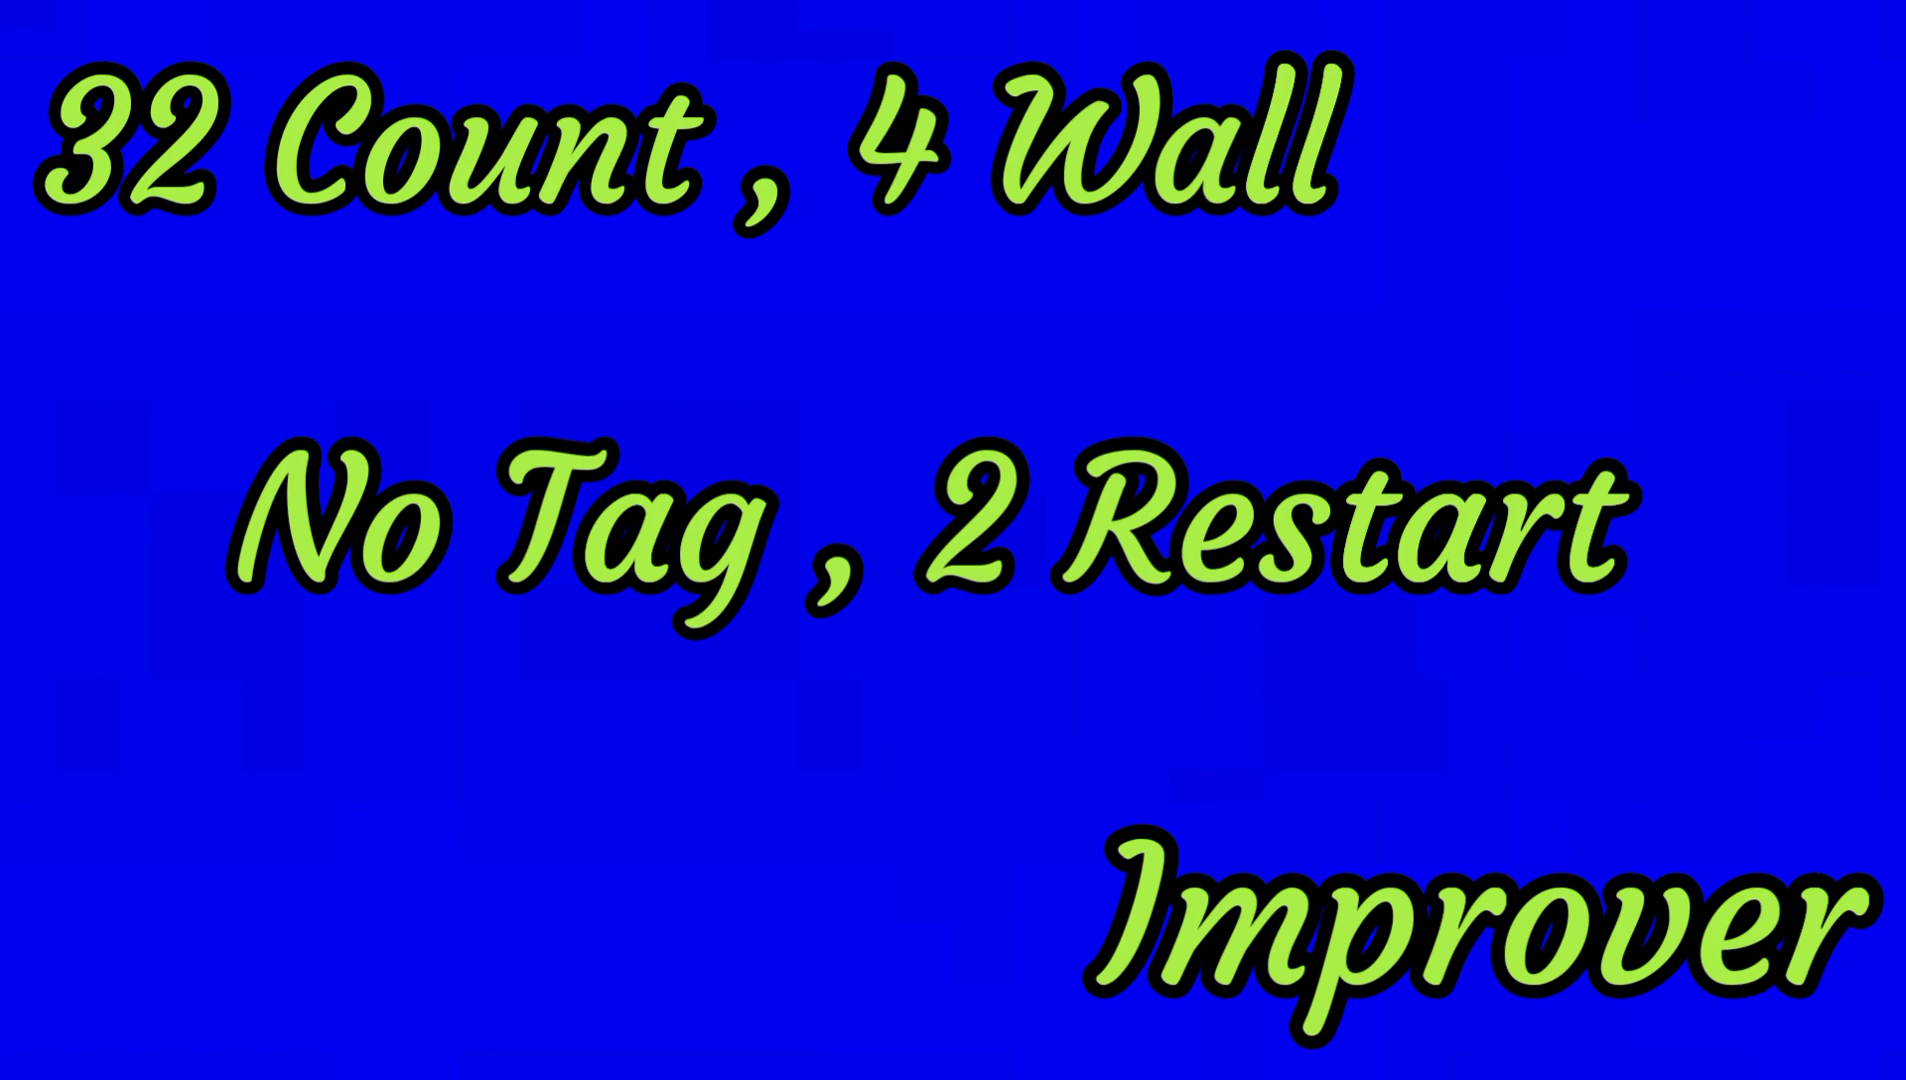 32 Count , 4 Wall
No Tag , 2 Restart
Improver